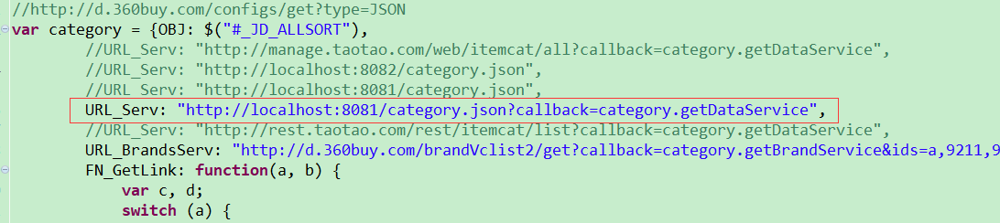 //http://d.360buy.com/configs/get?type=JSON
var category = {OBJ: $("#_JD_ALLSORT"),
//URL_Serv: "http://manage.taotao.com/web/itemcat/all?callback=category.getDataService",
//URL_Serv: "http://localhost:8082/category.json",
//URL_Serv: "http://localhost:8081/category.json",
URL_Serv: "http://localhost:8081/category.json?callback=category.getDataService",
//URL_Serv: "http://rest.taotao.com/rest/itemcat/list?callback=category.getDataService",
URL_BrandsServ: "http://d.360buy.com/brandVclist2/get?callback=category.getBrandService&ids=a,9211,9
FN_GetLink: function(a, b) {
var c, d;
switch (a) {